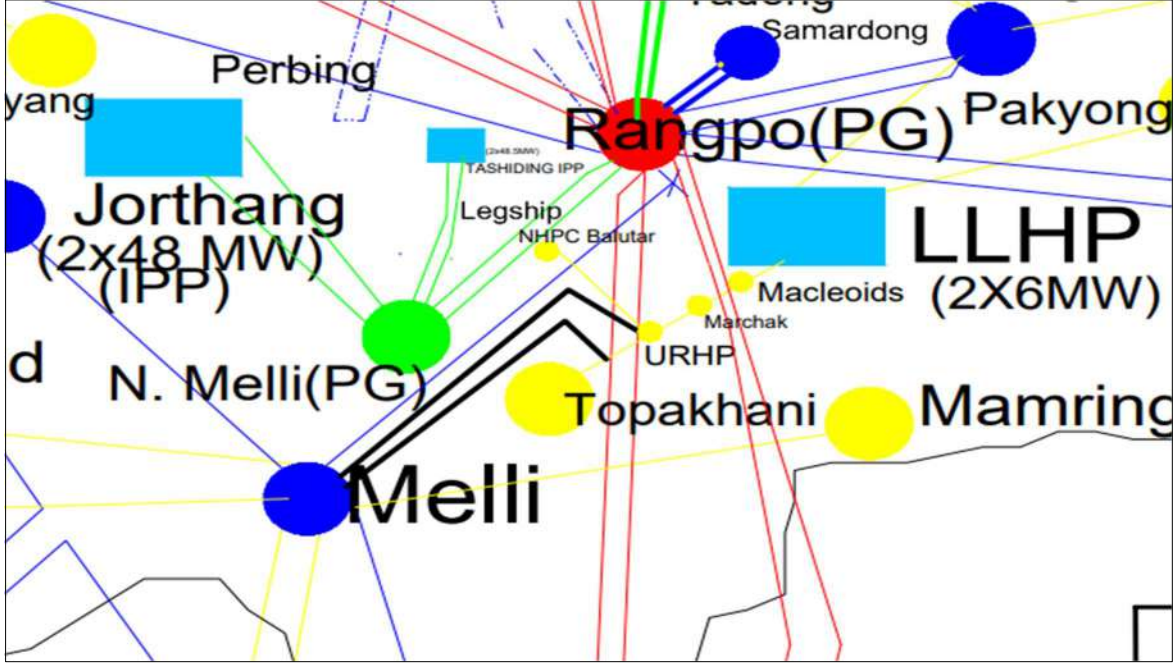 Samardong
Perbing
yang
Rangpo(PG)
Pakyong
(2x48.5MW)
TASHIDING IPP
Jorthang
(2x48 MW)
(IPP)
Legship
NHPC Balutar
LLHP
(2X6MW)
Macleoids
Marchak
URHP
d
N. Melli(PG)
Topakhani
Mamring
Melli